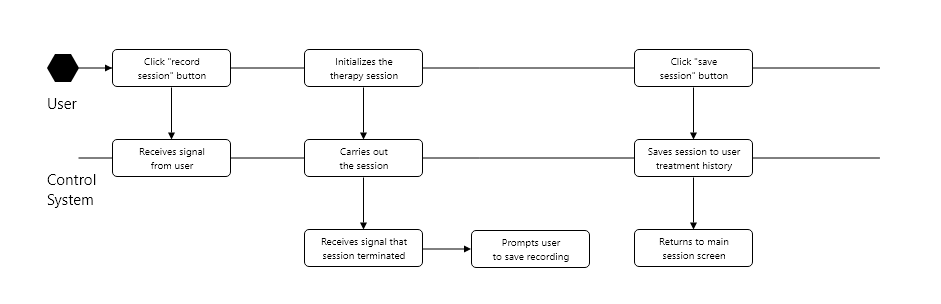 Click "record
session" button
Initializes the
therapy session
Click "save
session" button
User
Receives signal
from user
Carries out
the session
Saves session to user
treatment history
Control
System
Receives signal that
session terminated
Prompts user
to save recording
Returns to main
session screen